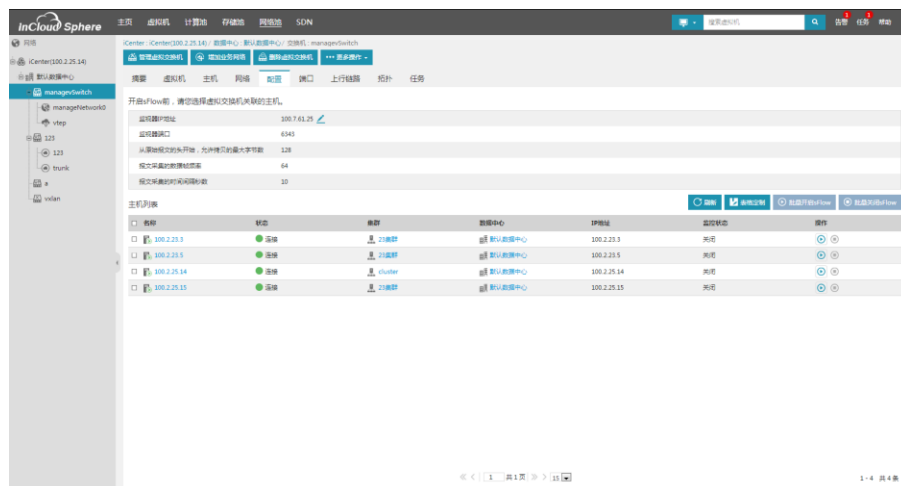 InCloud Sphere
主页 虚拟机 计算池 存储池 网络池 SDN
搜索虚拟机
告警 1 任务 1 帮助
网络
iCenter(100.2.25.14)
默认数据中心
managevSwitch
manageNetwork0
vtep
123
123
trunk
a
vxlan
iCenter : iCenter(100.2.25.14) / 数据中心 : 默认数据中心 / 交换机 : managevSwitch
管理虚拟交换机 增加业务网络 删除虚拟交换机 ••• 更多操作
摘要 虚拟机 主机 网络 配置 端口 上行链路 拓扑 任务
开启sFlow前，请您选择虚拟交换机关联的主机。
监视器IP地址 100.7.61.25
监视器端口 6343
从原始报文的头开始，允许拷贝的最大字节数 128
报文采集的数据帧频率 64
报文采集的时间间隔秒数 10
主机列表
刷新 表格定制 批量开启sFlow 批量关闭sFlow
名称 状态 集群 数据中心 IP地址 监控状态 操作
100.2.23.3 连接 23集群 默认数据中心 100.2.23.3 关闭
100.2.23.5 连接 23集群 默认数据中心 100.2.23.5 关闭
100.2.25.14 连接 cluster 默认数据中心 100.2.25.14 关闭
100.2.25.15 连接 23集群 默认数据中心 100.2.25.15 关闭
1 共1页 15
1-4 共4条